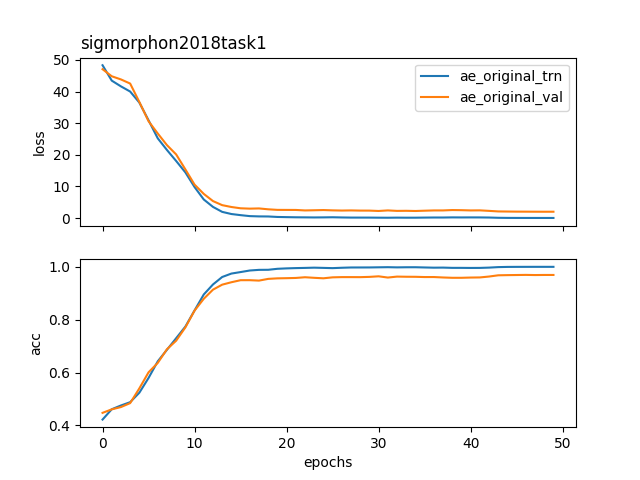 sigmorphon2018task1
50
40
30
20
10
0
loss
ae_original_trn
ae_original_val
1.0
0.8
0.6
0.4
acc
0 10 20 30 40 50
epochs